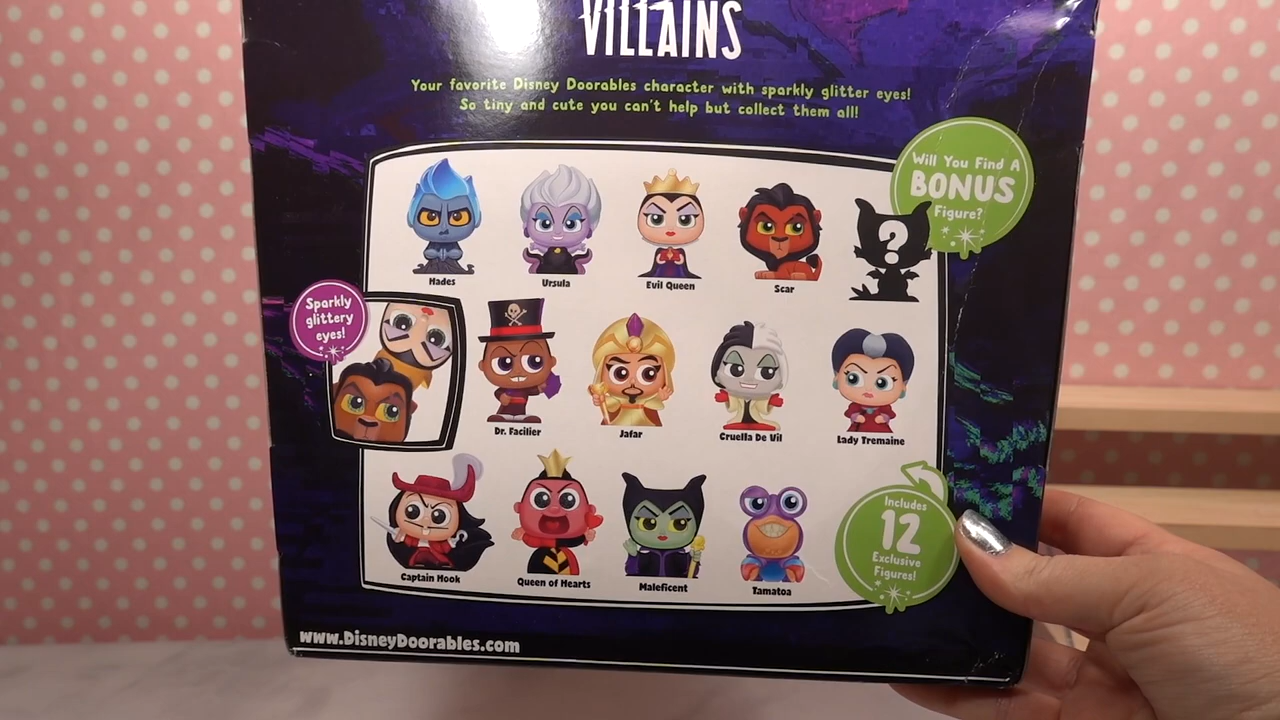 VILLAINS
Your favorite Disney Doorables character with sparkly glitter eyes!
So tiny and cute you can't help but collect them all!
Will You Find A
BONUS
Figure?
?
Hades
Ursula
Evil Queen
Scar
Sparkly
glittery
eyes!
Dr. Facilier
Jafar
Cruella De Vil
Lady Tremaine
Captain Hook
Queen of Hearts
Maleficent
Tamatoa
Includes
12
Exclusive
Figures!
www.DisneyDoorables.com